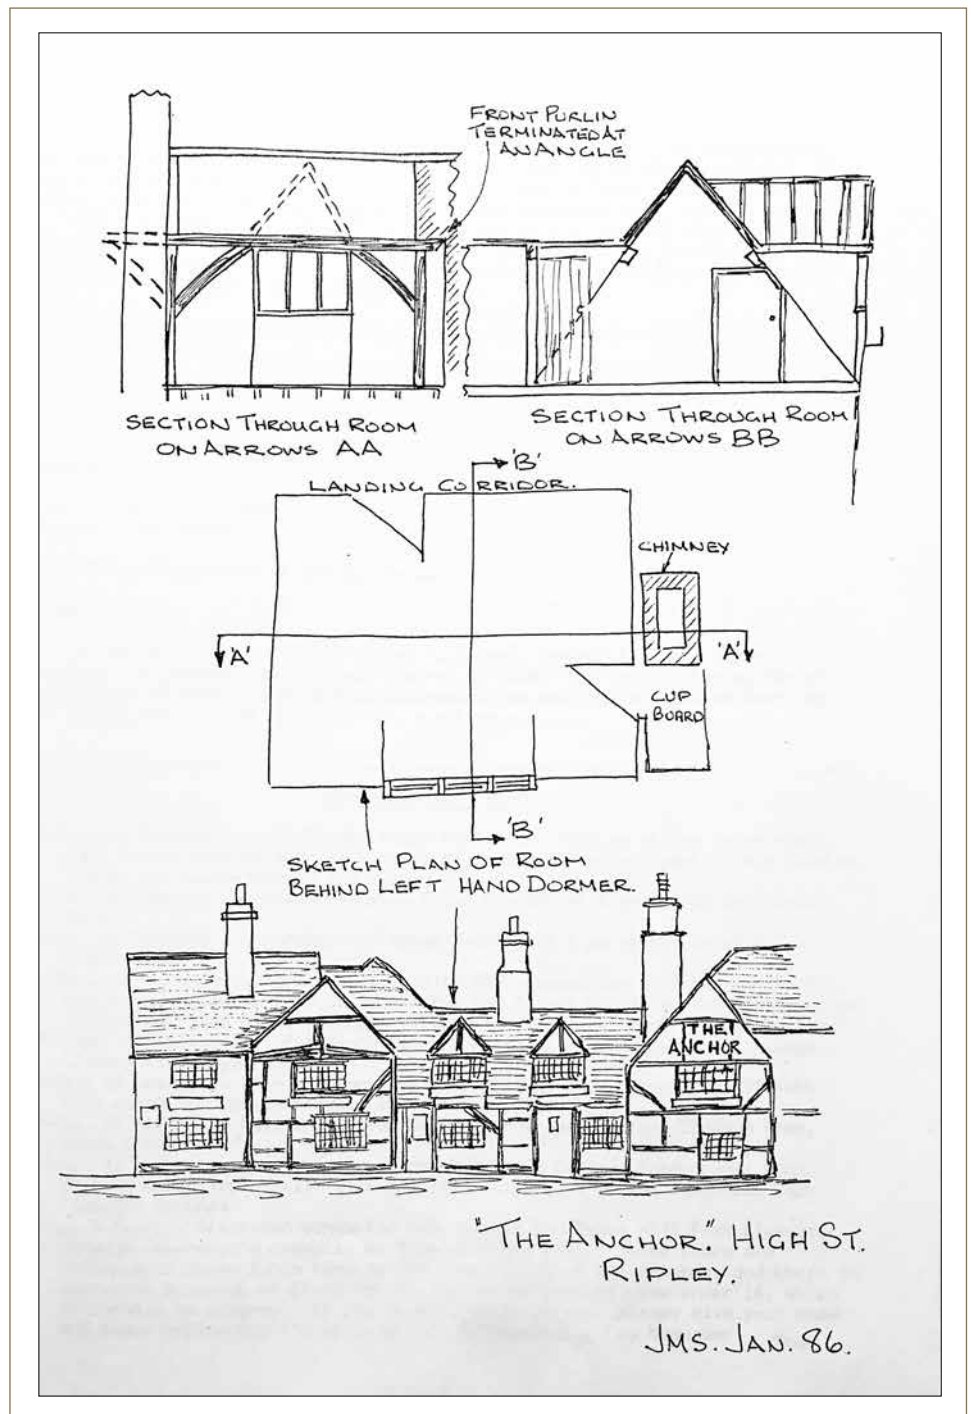 FRONT PURLIN
TERMINATED AT
AN ANGLE
SECTION THROUGH ROOM
ON ARROWS AA
SECTION THROUGH ROOM
ON ARROWS BB
'B'
LANDING CORRIDOR.
CHIMNEY
'A'
'A'
CUP
BOARD
'B'
SKETCH PLAN OF ROOM
BEHIND LEFT HAND DORMER.
THE
ANCHOR
"THE ANCHOR." HIGH ST.
RIPLEY.
JMS. JAN. 86.